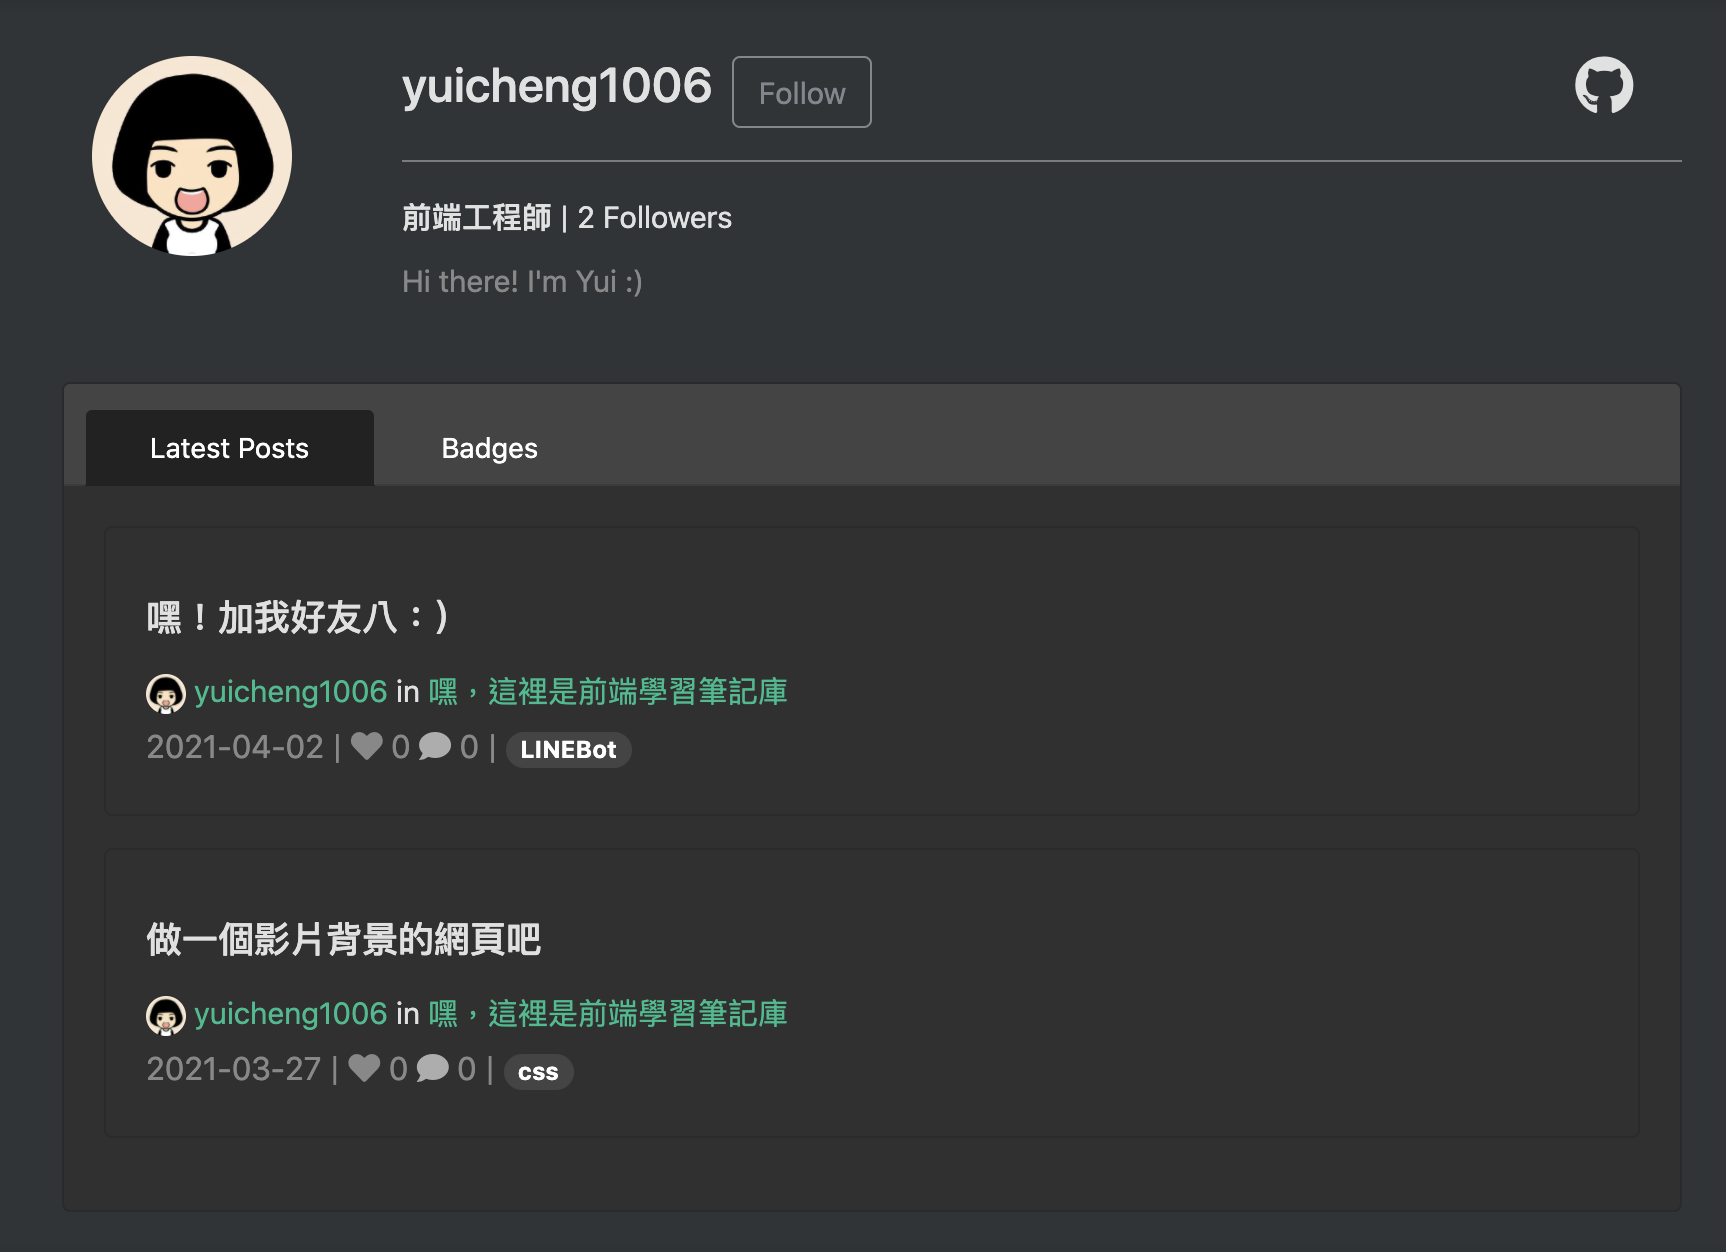 yuicheng1006 Follow
前端工程師 | 2 Followers
Hi there! I'm Yui :)
Latest Posts Badges
嘿！加我好友八：）
yuicheng1006 in 嘿，這裡是前端學習筆記庫
2021-04-02 | 0 0 | LINEBot
做一個影片背景的網頁吧
yuicheng1006 in 嘿，這裡是前端學習筆記庫
2021-03-27 | 0 0 | css